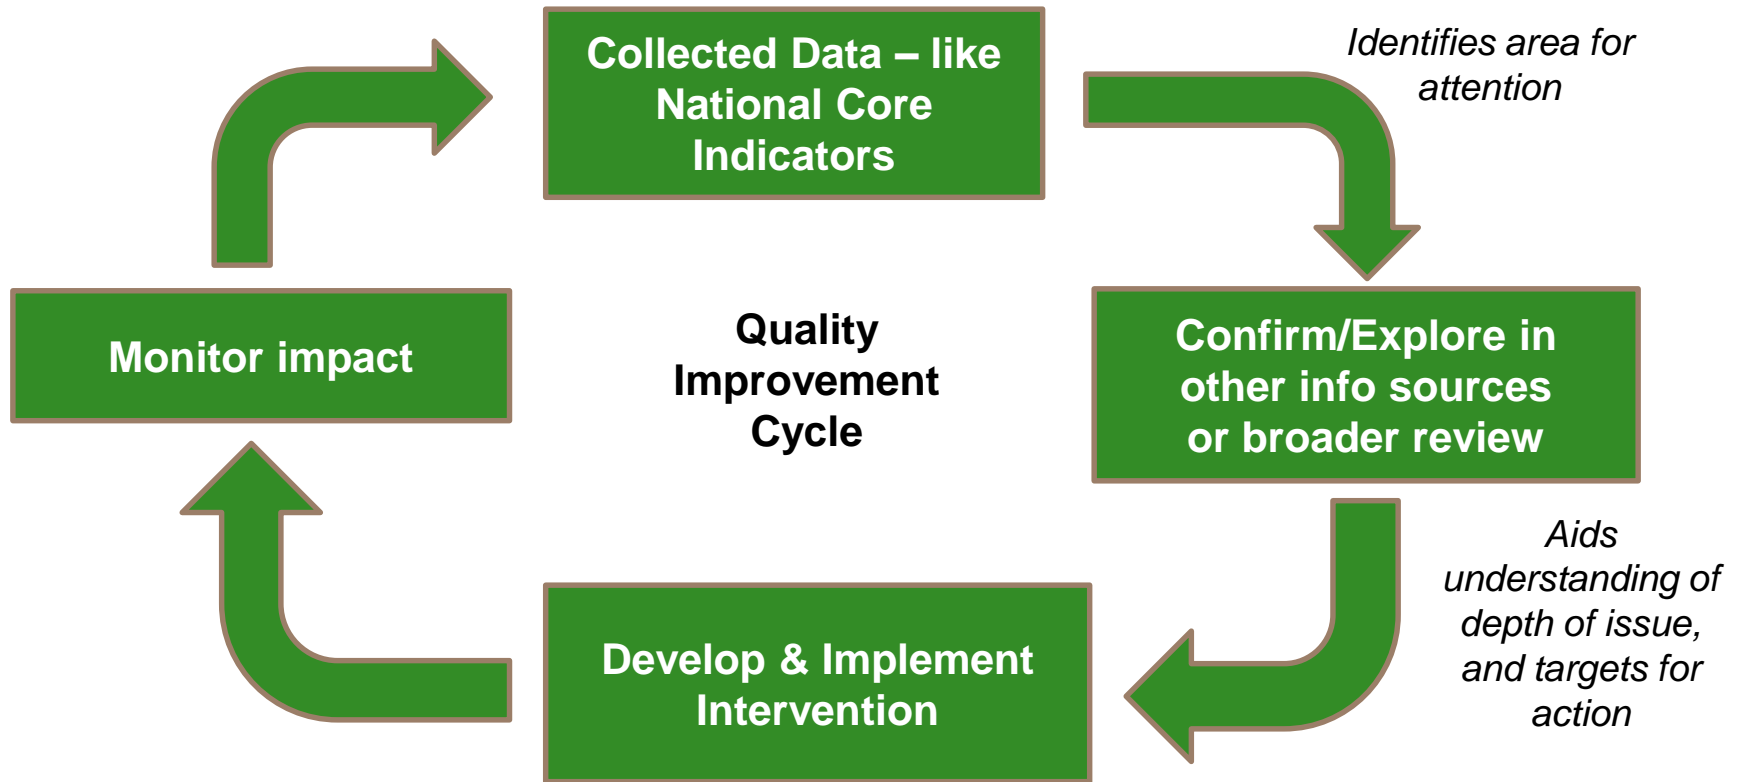 Collected Data – like
National Core
Indicators
Identifies area for
attention
Confirm/Explore in
other info sources
or broader review
Aids
understanding of
depth of issue,
and targets for
action
Develop & Implement
Intervention
Monitor impact
Quality
Improvement
Cycle